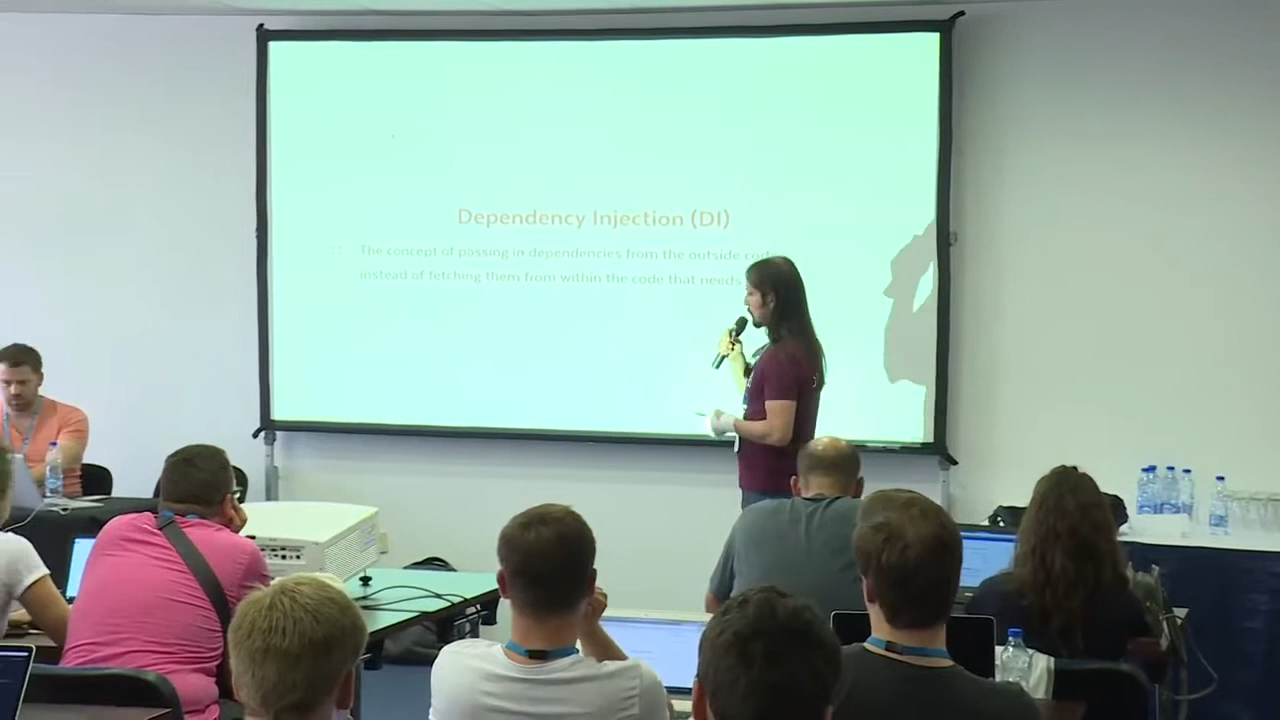 Dependency Injection (DI)
The concept of passing in dependencies from the outside cod
instead of fetching them from within the code that needs